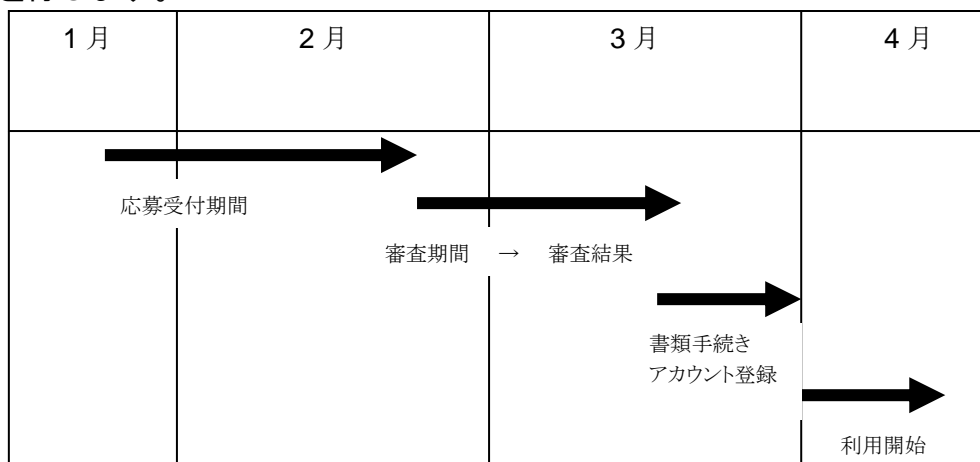 1 月 2 月 3 月 4 月
応募受付期間
審査期間 → 審査結果
書類手続き
アカウント登録
利用開始